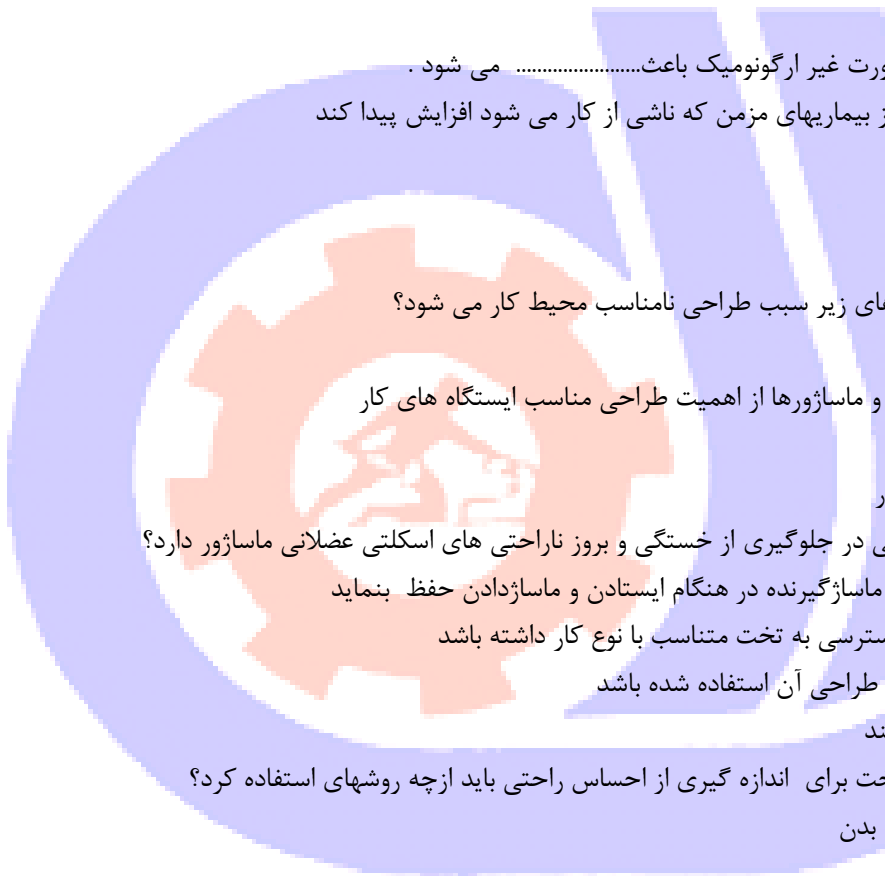 ورت غیر ارگونومیک باعث........................ می شود .
ز بیماریهای مزمن که ناشی از کار می شود افزایش پیدا کند
های زیر سبب طراحی نامناسب محیط کار می شود؟
و ماساژورها از اهمیت طراحی مناسب ایستگاه های کار
ر
ی در جلوگیری از خستگی و بروز ناراحتی های اسکلتی عضلانی ماساژور دارد؟
ماساژگیرنده در هنگام ایستادن و ماساژدادن حفظ بنماید
سترسی به تخت متناسب با نوع کار داشته باشد
طراحی آن استفاده شده باشد
ند
حت برای اندازه گیری از احساس راحتی باید ازچه روشهای استفاده کرد؟
بدن